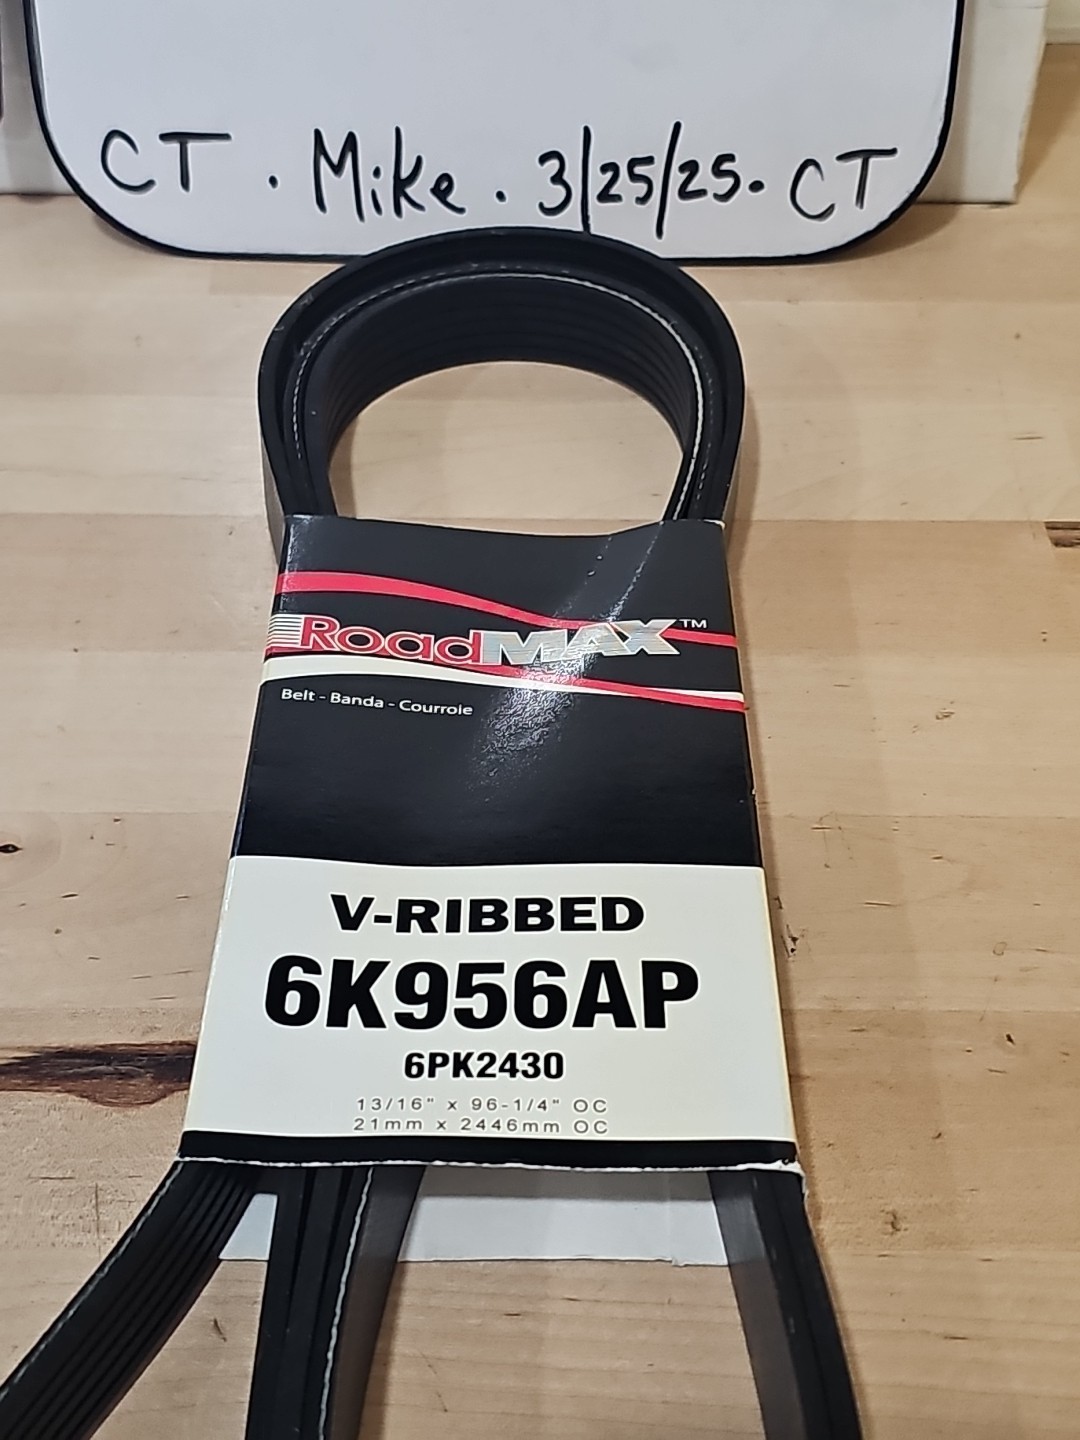 CT . Mike . 3/25/25. CT
RoadMAX™
Belt - Banda - Courroie
V-RIBBED
6K956AP
6PK2430
13/16" x 96-1/4" OC
21mm x 2446mm OC